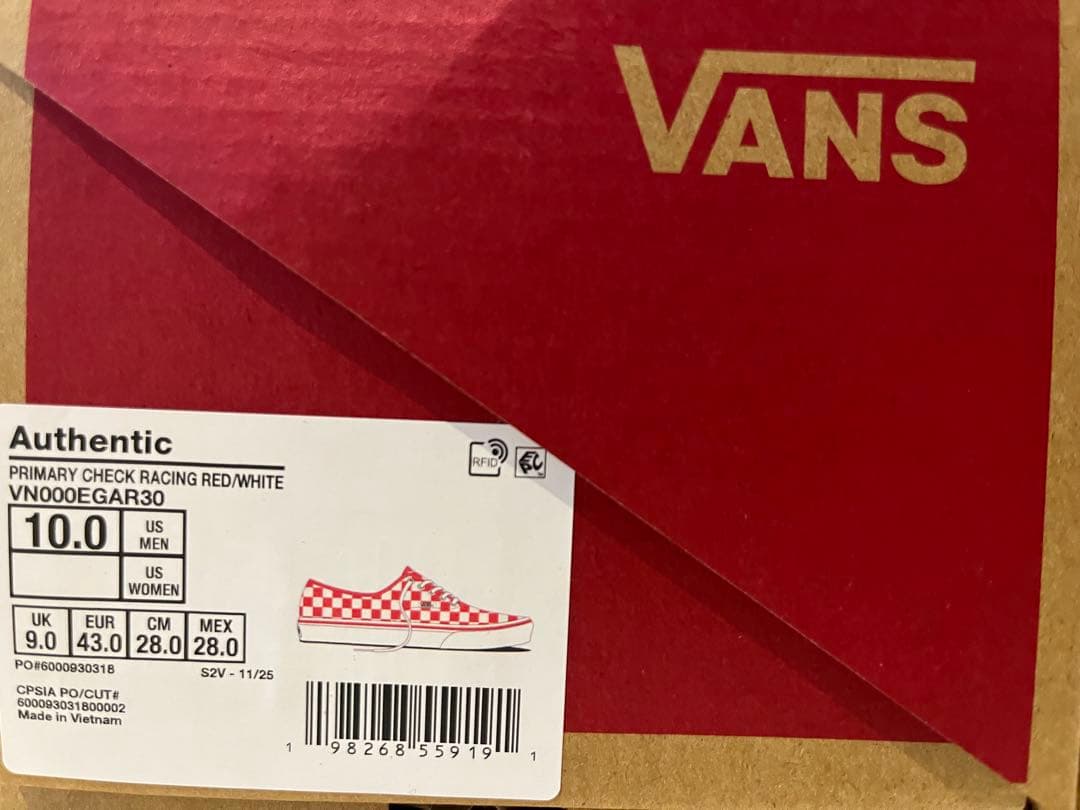 VANS
Authentic
RFID
PRIMARY CHECK RACING RED/WHITE
VN000EGAR30
10.0 US MEN
US WOMEN
UK EUR CM MEX
9.0 43.0 28.0 28.0
PO#6000930318
S2V - 11/25
CPSIA PO/CUT#
600093031800002
Made in Vietnam
1 98268 55919 1